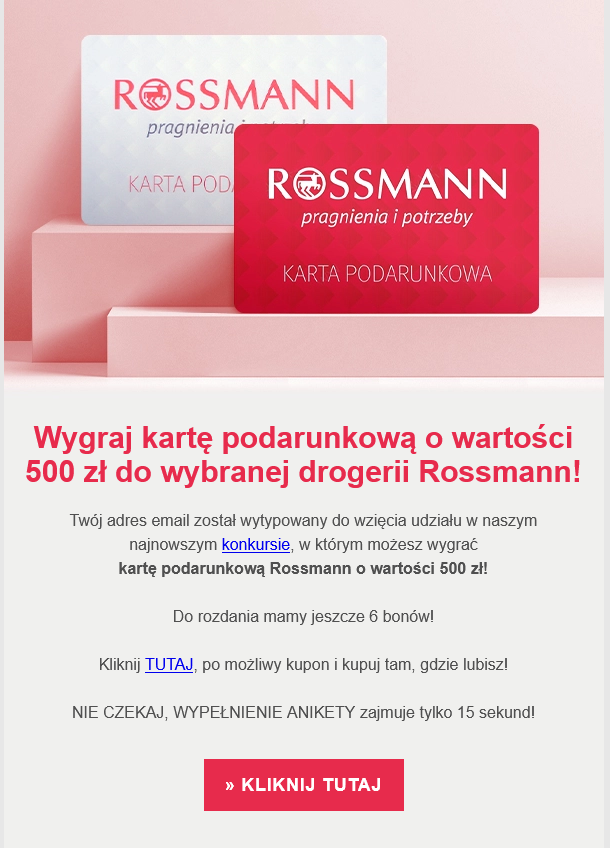 ROSSMANN
pragnienia i
KARTA
ROSSMANN
pragnienia i potrzeby
KARTA PODARUNKOWA
Wygraj kartę podarunkową o wartości
500 zł do wybranej drogerii Rossmann!
Twój adres email został wytypowany do wzięcia udziału w naszym
najnowszym konkursie, w którym możesz wygrać
kartę podarunkową Rossmann o wartości 500 zł!
Do rozdania mamy jeszcze 6 bonów!
Kliknij TUTAJ, po możliwy kupon i kupuj tam, gdzie lubisz!
NIE CZEKAJ, WYPEŁNIENIE ANIKETY zajmuje tylko 15 sekund!
» KLIKNIJ TUTAJ